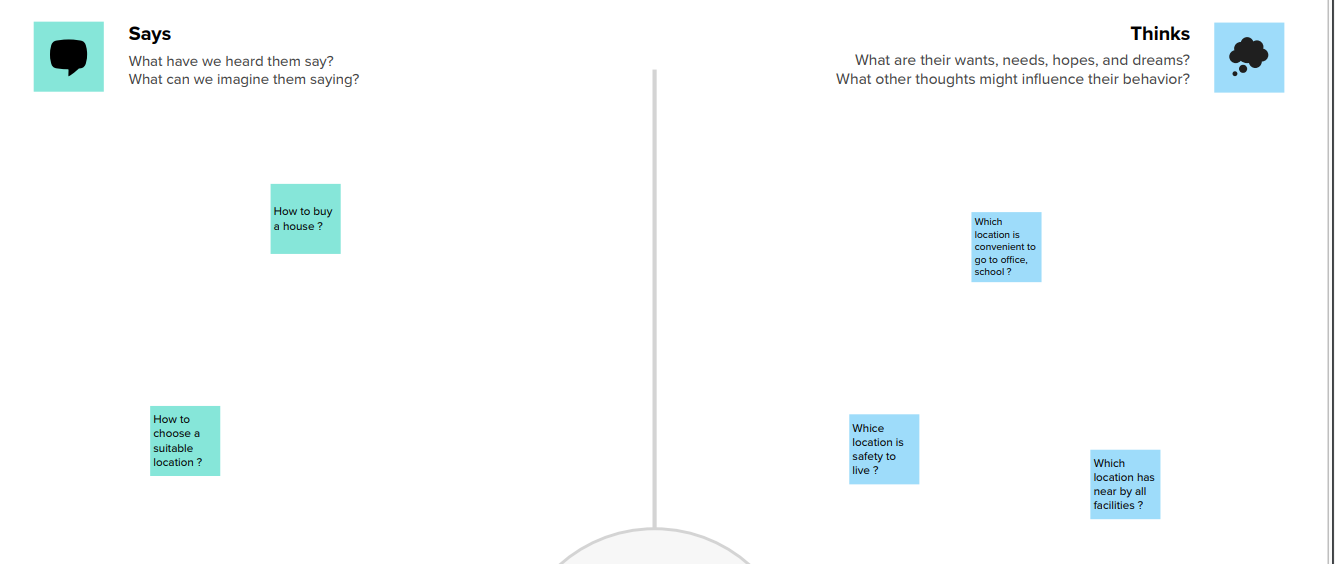 Says
What have we heard them say?
What can we imagine them saying?
Thinks
What are their wants, needs, hopes, and dreams?
What other thoughts might influence their behavior?
How to buy
a house ?
How to
choose a
suitable
location ?
Which
location is
convenient to
go to office,
school ?
Whice
location is
safety to
live ?
Which
location has
near by all
facilities ?